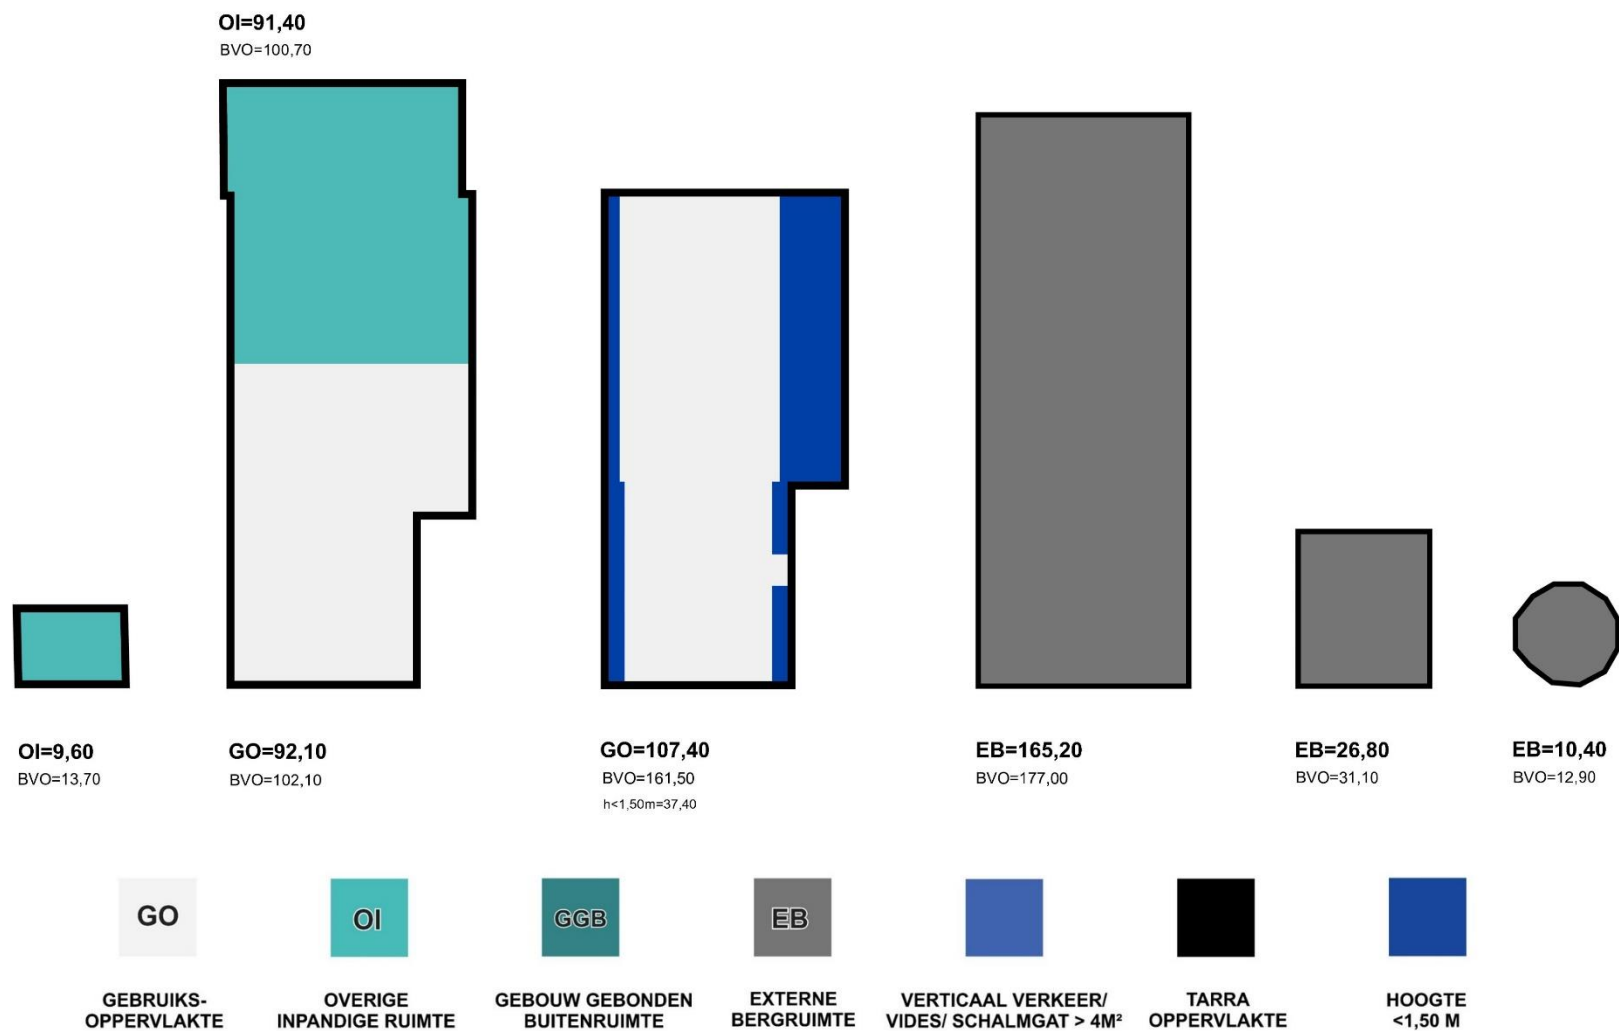 OI=91,40
BVO=100,70
OI=9,60
BVO=13,70
GO=92,10
BVO=102,10
GO=107,40
BVO=161,50
h<1,50m=37,40
EB=165,20
BVO=177,00
EB=26,80
BVO=31,10
EB=10,40
BVO=12,90
GO
OI
GGB
EB
GEBRUIKS-
OPPERVLAKTE
OVERIGE
INPANDIGE RUIMTE
GEBOUW GEBONDEN
BUITENRUIMTE
EXTERNE
BERGRUIMTE
VERTICAAL VERKEER/
VIDES/ SCHALMGAT > 4M²
TARRA
OPPERVLAKTE
HOOGTE
<1,50 M